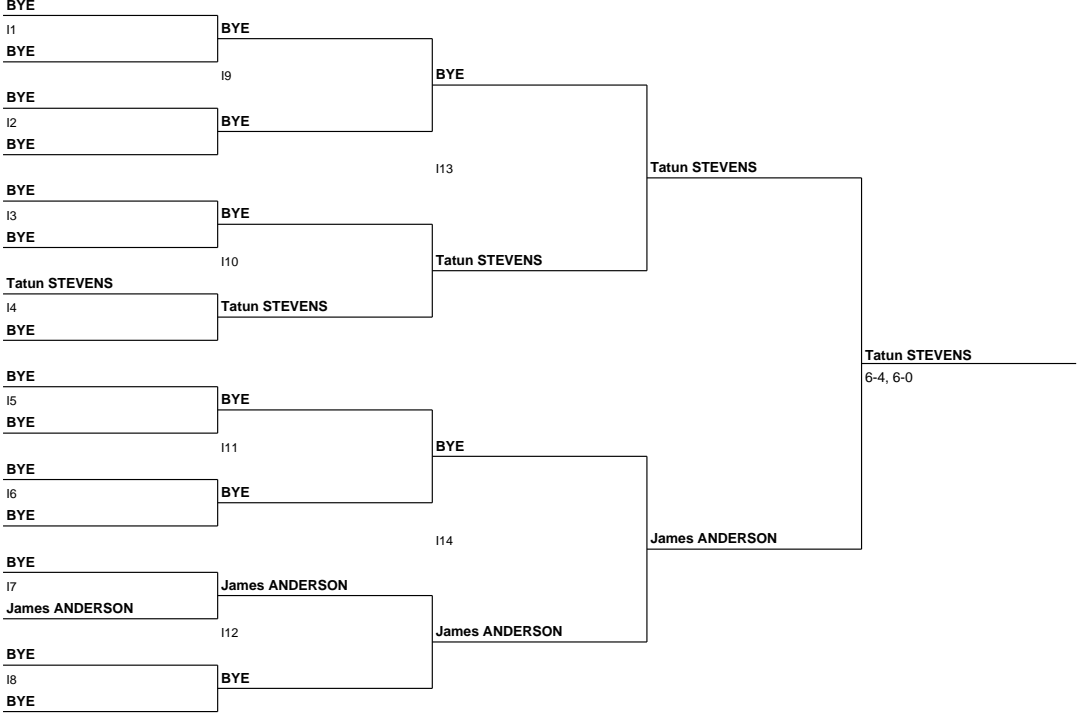 BYE
I1
BYE
BYE
I2
BYE
BYE
I3
BYE
Tatun STEVENS
I4
BYE
BYE
I5
BYE
BYE
I6
BYE
BYE
I7
James ANDERSON
BYE
I8
BYE
BYE
I9
BYE
BYE
I10
Tatun STEVENS
BYE
I11
BYE
James ANDERSON
I12
BYE
BYE
I13
Tatun STEVENS
BYE
I14
James ANDERSON
Tatun STEVENS
James ANDERSON
Tatun STEVENS
6-4, 6-0